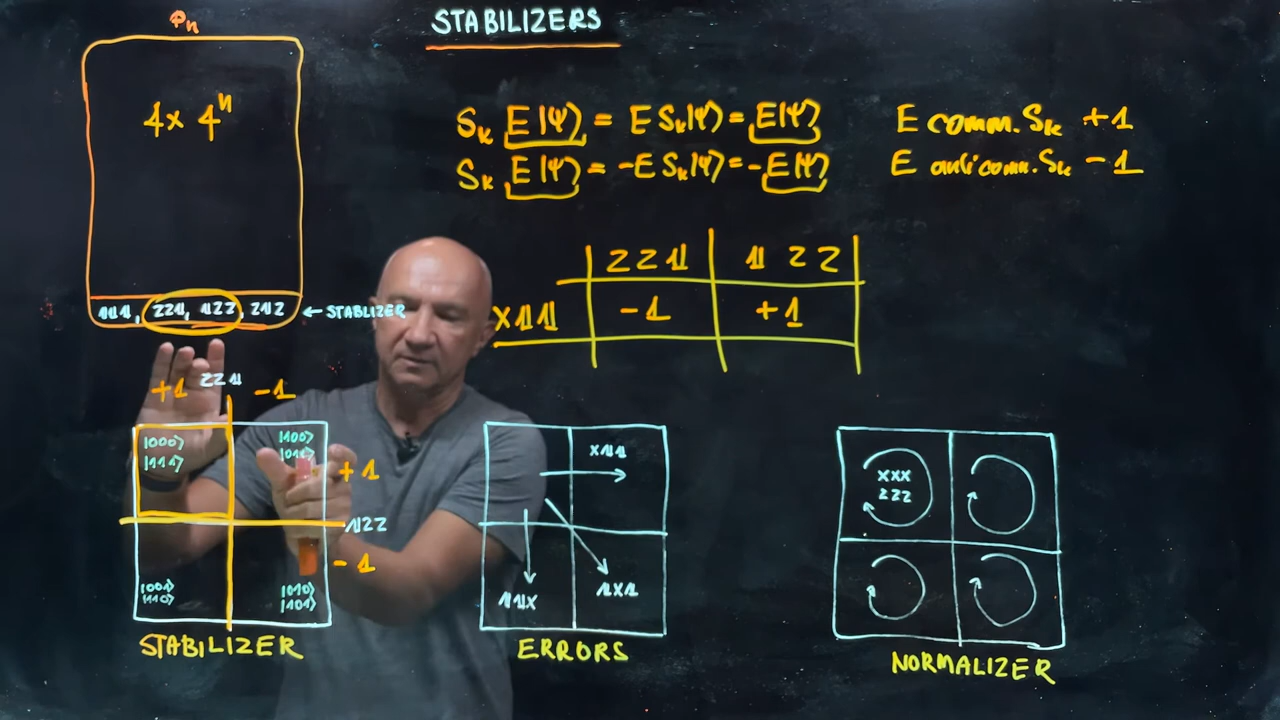 STABILIZERS
Pn
4x 4^n
S_k E|Ψ⟩ = E S_k|Ψ⟩ = E|Ψ⟩
E comm. S_k +1
S_k E|Ψ⟩ = -E S_k|Ψ⟩ = -E|Ψ⟩
E anticomm. S_k -1
𝟙𝟙𝟙, ZZ𝟙, 𝟙ZZ, Z𝟙Z ← STABLIZER
ZZ𝟙 𝟙ZZ
X𝟙𝟙 -1 +1
+1 ZZ𝟙 -1
|000⟩ |100⟩
|111⟩ |011⟩
+1
𝟙ZZ
-1
|001⟩ |010⟩
|110⟩ |101⟩
STABILIZER
X𝟙𝟙
𝟙𝟙X 𝟙X𝟙
ERRORS
XXX
ZZZ
NORMALIZER